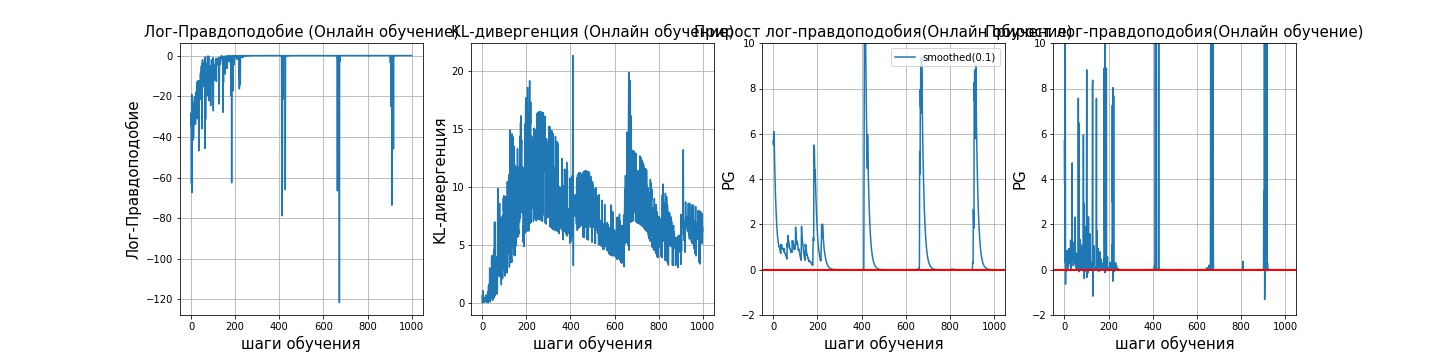 Лог-Правдоподобие (Онлайн обучение)
KL-дивергенция (Онлайн обучение)
Прирост лог-правдоподобия(Онлайн обучение)
Прирост лог-правдоподобия(Онлайн обучение)
Лог-Правдоподобие
0
−20
−40
−60
−80
−100
−120
0 200 400 600 800 1000
шаги обучения
KL-дивергенция
20
15
10
5
0
0 200 400 600 800 1000
шаги обучения
PG
10
8
6
4
2
0
−2
smoothed(0.1)
0 200 400 600 800 1000
шаги обучения
PG
10
8
6
4
2
0
−2
0 200 400 600 800 1000
шаги обучения